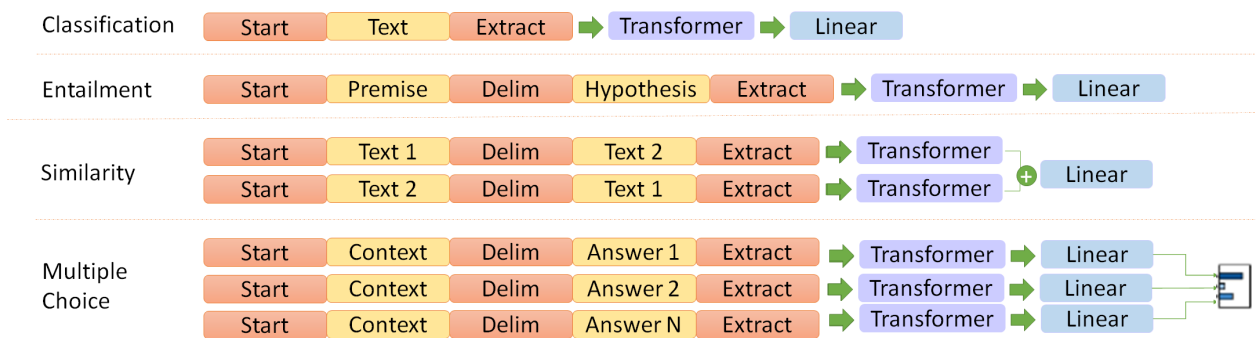 Classification Start Text Extract Transformer Linear
Entailment Start Premise Delim Hypothesis Extract Transformer Linear
Similarity
Start Text 1 Delim Text 2 Extract Transformer
Start Text 2 Delim Text 1 Extract Transformer
+ Linear
Multiple
Choice
Start Context Delim Answer 1 Extract Transformer Linear
Start Context Delim Answer 2 Extract Transformer Linear
Start Context Delim Answer N Extract Transformer Linear